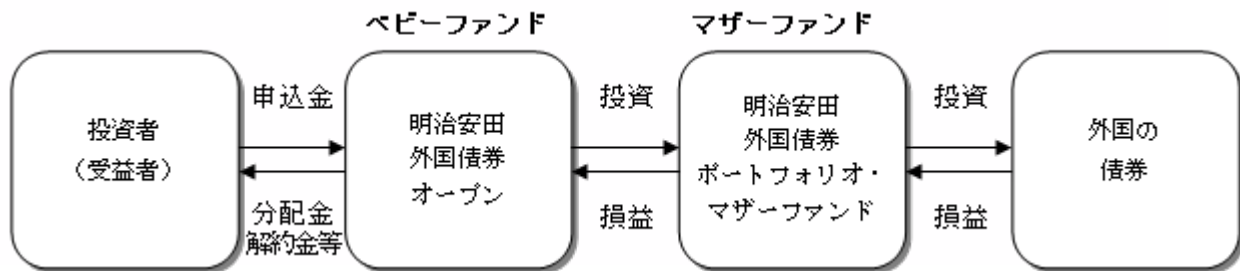 ベビーファンド
マザーファンド
投資者
（受益者）
申込金
分配金
解約金等
明治安田
外国債券
オープン
投資
損益
明治安田
外国債券
ポートフォリオ・
マザーファンド
投資
損益
外国の
債券